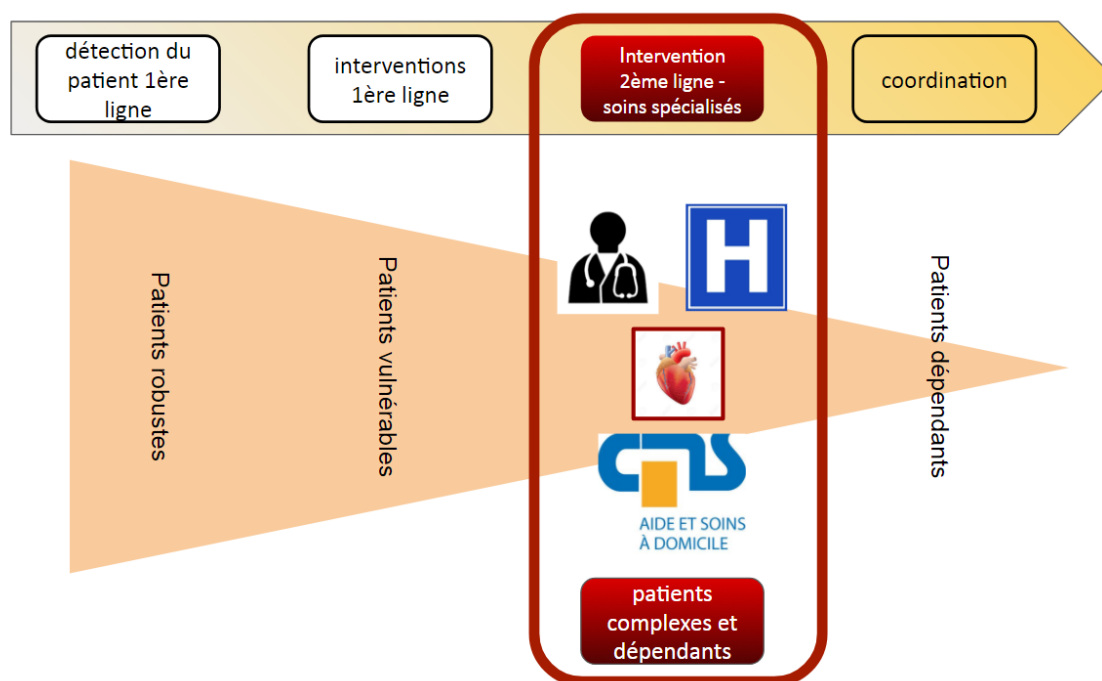 détection du
patient 1ère
ligne
interventions
1ère ligne
Intervention
2ème ligne -
soins spécialisés
coordination
Patients robustes
Patients vulnérables
H
cms
AIDE ET SOINS
À DOMICILE
Patients dépendants
patients
complexes et
dépendants